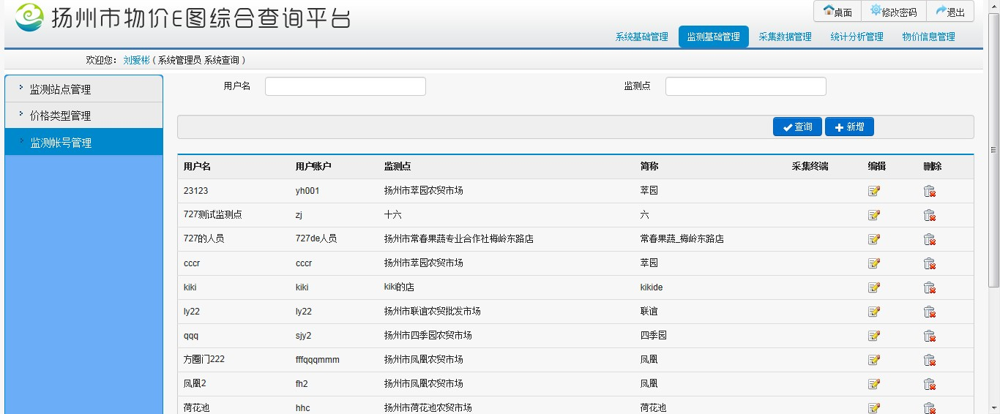 扬州市物价E图综合查询平台
桌面 修改密码 退出
系统基础管理 监测基础管理 采集数据管理 统计分析管理 物价信息管理
欢迎您: 刘爱彬 ( 系统管理员 系统查询 )
监测站点管理
价格类型管理
监测帐号管理
用户名 监测点
查询 新增
用户名 用户账户 监测点 简称 采集终端 编辑 删除
23123 yh001 扬州市萃园农贸市场 萃园
727测试监测点 zj 十六 六
727的人员 727de人员 扬州市常春果蔬专业合作社梅岭东路店 常春果蔬_梅岭东路店
cccr cccr 扬州市萃园农贸市场 萃园
kiki kiki kiki的店 kikide
ly22 ly22 扬州市联谊农贸批发市场 联谊
qqq sjy2 扬州市四季园农贸市场 四季园
方圈门222 fffqqqmmm 扬州市凤凰农贸市场 凤凰
凤凰2 fh2 扬州市凤凰农贸市场 凤凰
荷花池 hhc 扬州市荷花池农贸市场 荷花池